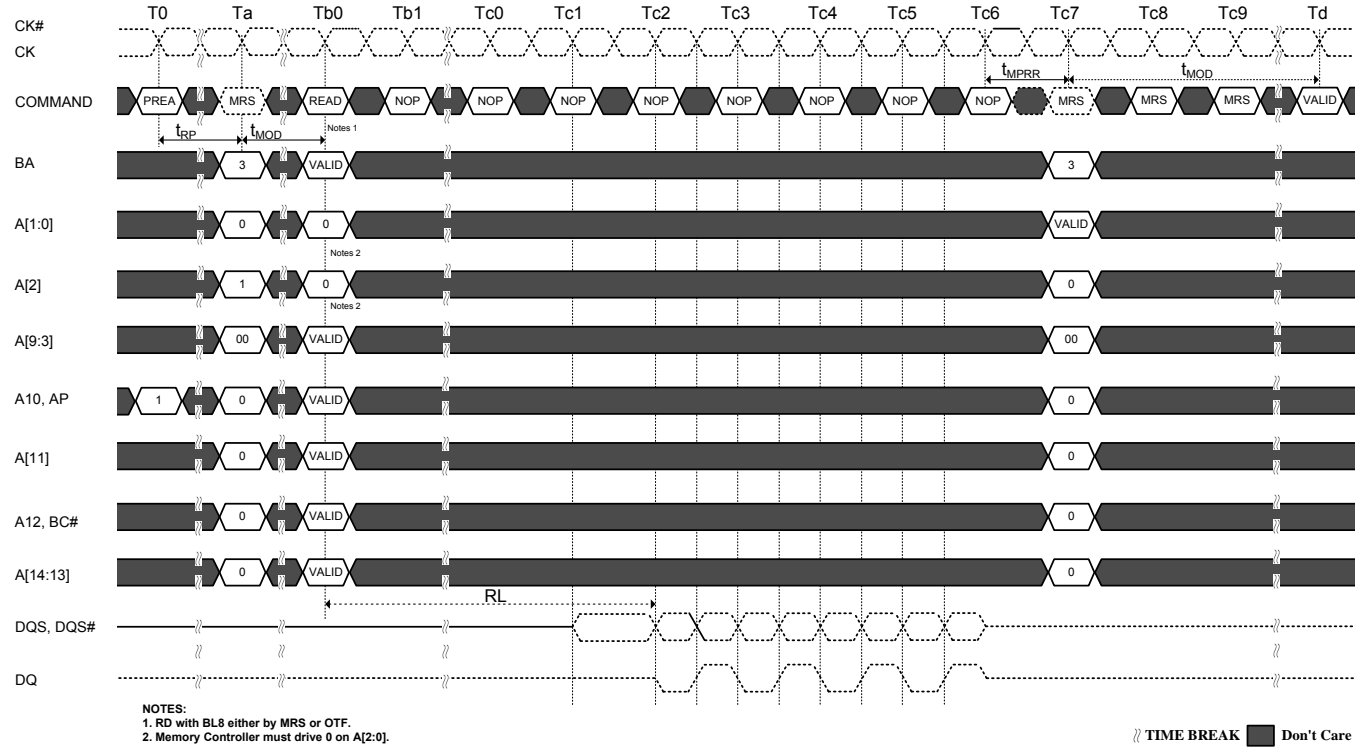 T0 Ta Tb0 Tb1 Tc0 Tc1 Tc2 Tc3 Tc4 Tc5 Tc6 Tc7 Tc8 Tc9 Td
CK#
CK
tMPRR tMOD
COMMAND PREA MRS READ NOP NOP NOP NOP NOP NOP NOP NOP MRS MRS MRS VALID
tRP tMOD Notes 1
BA 3 VALID 3
A[1:0] 0 0 VALID
Notes 2
A[2] 1 0 0
Notes 2
A[9:3] 00 VALID 00
A10, AP 1 0 VALID 0
A[11] 0 VALID 0
A12, BC# 0 VALID 0
A[14:13] 0 VALID 0
RL
DQS, DQS#
DQ
NOTES:
1. RD with BL8 either by MRS or OTF.
2. Memory Controller must drive 0 on A[2:0].
TIME BREAK Don't Care